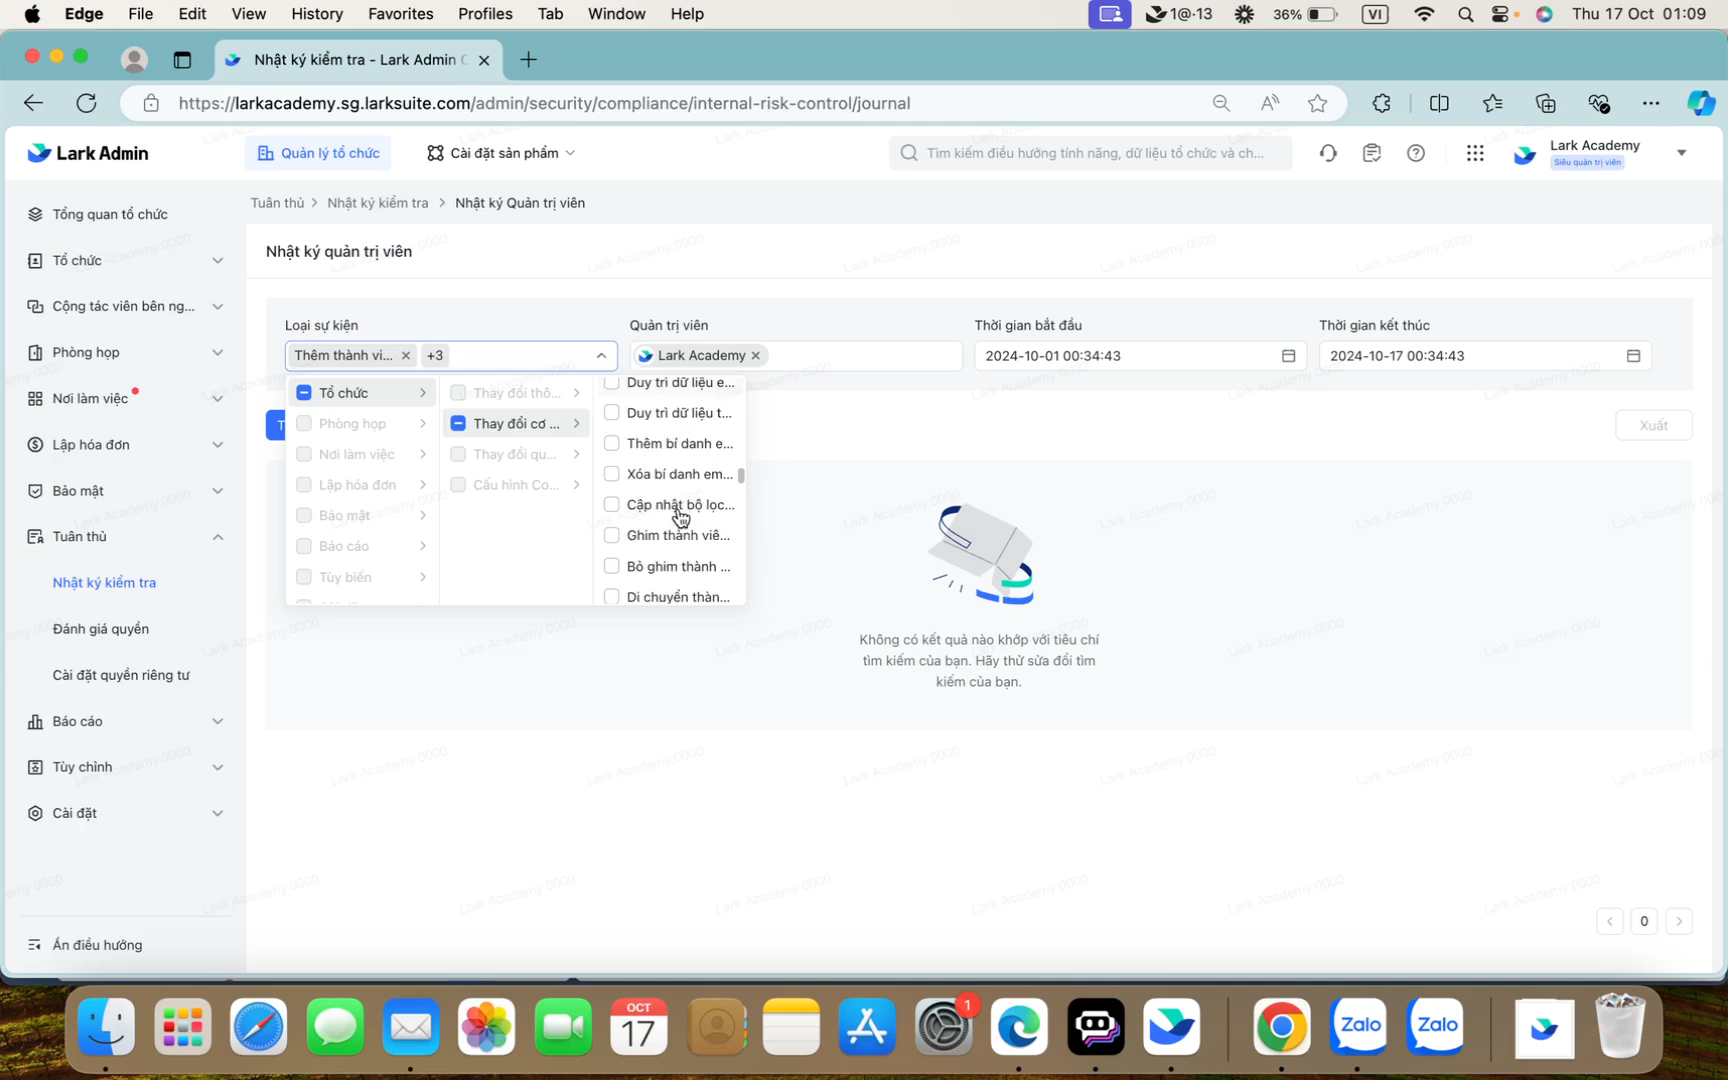 Edge File Edit View History Favorites Profiles Tab Window Help
1@·13 36% VI Thu 17 Oct 01:09
Nhật ký kiểm tra - Lark Admin C
https://larkacademy.sg.larksuite.com/admin/security/compliance/internal-risk-control/journal
Lark Admin
Quản lý tổ chức
Cài đặt sản phẩm
Tìm kiếm điều hướng tính năng, dữ liệu tổ chức và ch...
Lark Academy
Siêu quản trị viên
Tổng quan tổ chức
Tổ chức
Cộng tác viên bên ng...
Phòng họp
Nơi làm việc
Lập hóa đơn
Bảo mật
Tuân thủ
Nhật ký kiểm tra
Đánh giá quyền
Cài đặt quyền riêng tư
Báo cáo
Tùy chỉnh
Cài đặt
Ẩn điều hướng
Tuân thủ > Nhật ký kiểm tra > Nhật ký Quản trị viên
Nhật ký quản trị viên
Loại sự kiện
Thêm thành vi...
+3
Quản trị viên
Lark Academy
Thời gian bắt đầu
2024-10-01 00:34:43
Thời gian kết thúc
2024-10-17 00:34:43
T
Xuất
Tổ chức
Phòng họp
Nơi làm việc
Lập hóa đơn
Bảo mật
Báo cáo
Tùy biến
Thay đổi thô...
Thay đổi cơ ...
Thay đổi qu...
Cấu hình Co...
Duy trì dữ liệu e...
Duy trì dữ liệu t...
Thêm bí danh e...
Xóa bí danh em...
Cập nhật bộ lọc...
Ghim thành viê...
Bỏ ghim thành ...
Di chuyển thàn...
Không có kết quả nào khớp với tiêu chí
tìm kiếm của bạn. Hãy thử sửa đổi tìm
kiếm của bạn.
0
Lark Academy 0000
OCT
17
1
Zalo
Zalo